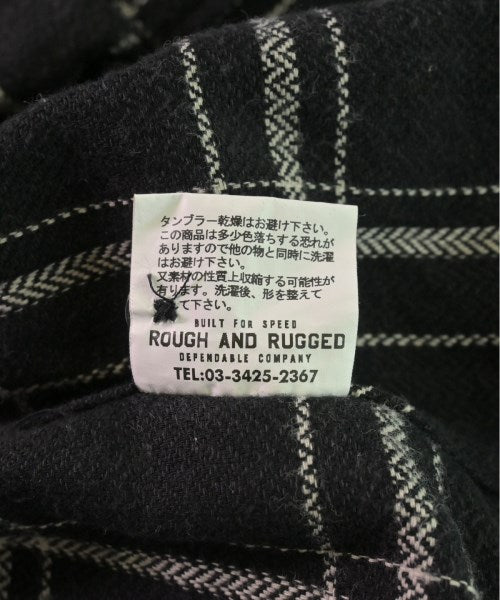 タンブラー乾燥はお避け下さい。
この商品は多少色落ちする恐れが
ありますので他の物と同時に洗濯
はお避け下さい。
又素材の性質上収縮する可能性が
有ります。洗濯後、形を整えて
て下さい。
BUILT FOR SPEED
ROUGH AND RUGGED
DEPENDABLE COMPANY
TEL:03-3425-2367